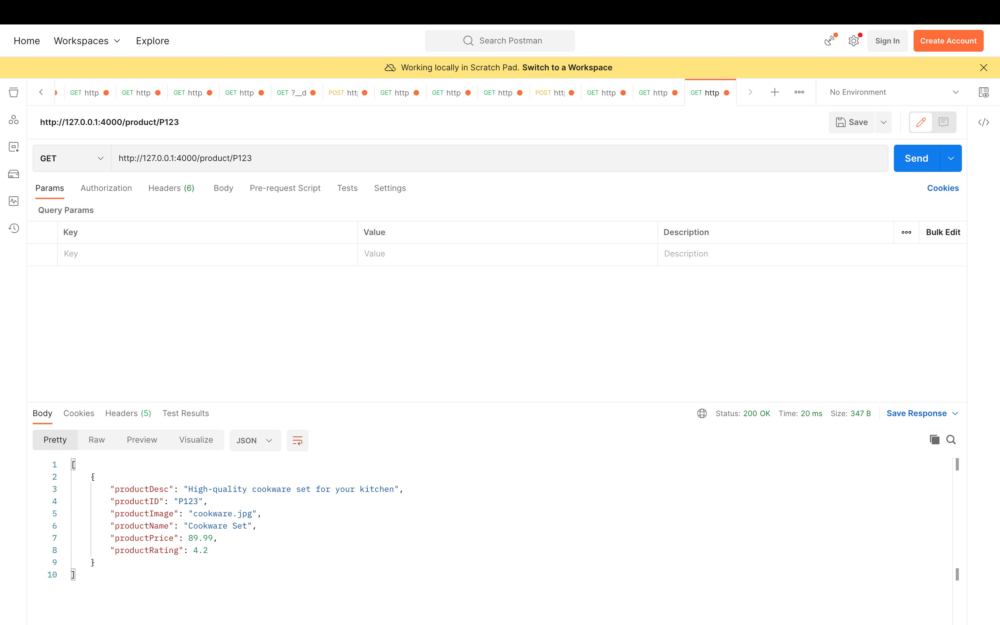 Home Workspaces Explore Search Postman Sign In Create Account
Working locally in Scratch Pad. Switch to a Workspace
GET http GET http GET http GET http GET ?__d POST htt GET http GET http GET http POST htt GET http GET http GET http No Environment
http://127.0.0.1:4000/product/P123 Save
GET http://127.0.0.1:4000/product/P123 Send
Params Authorization Headers (6) Body Pre-request Script Tests Settings Cookies
Query Params
Key Value Description Bulk Edit
Key Value Description
Body Cookies Headers (5) Test Results Status: 200 OK Time: 20 ms Size: 347 B Save Response
Pretty Raw Preview Visualize JSON
1 [
2 {
3 "productDesc": "High-quality cookware set for your kitchen",
4 "productID": "P123",
5 "productImage": "cookware.jpg",
6 "productName": "Cookware Set",
7 "productPrice": 89.99,
8 "productRating": 4.2
9 }
10 ]